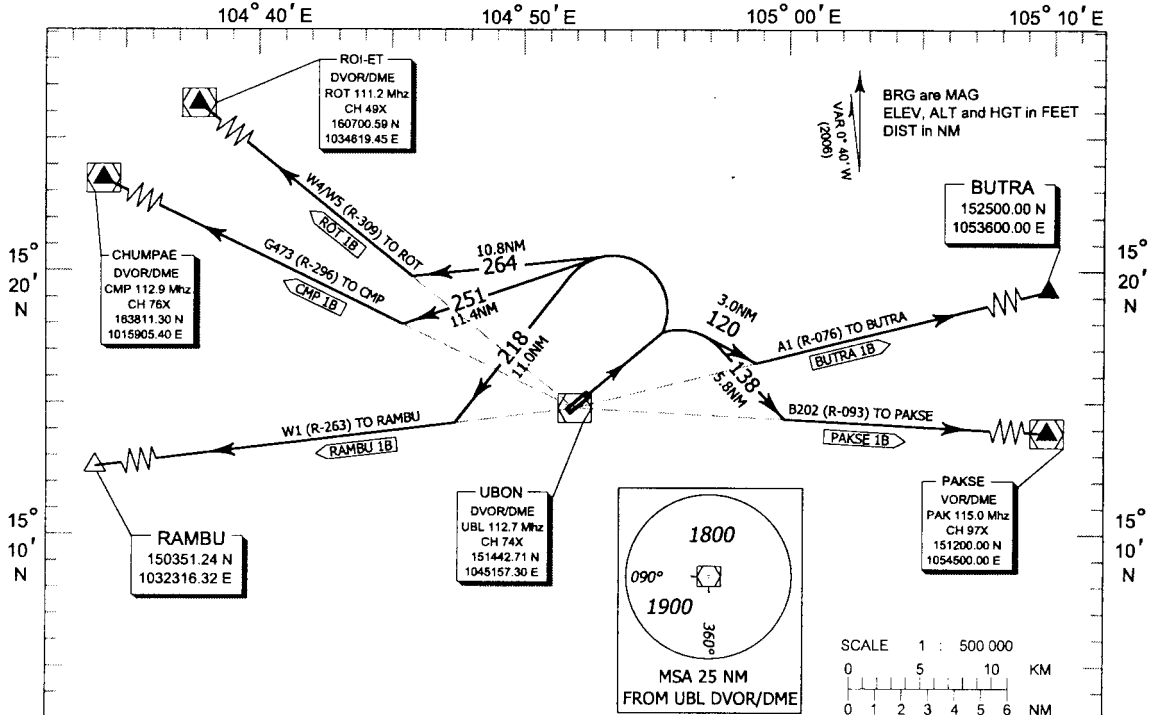 104° 40′ E
104° 50′ E
105° 00′ E
105° 10′ E
ROI-ET
DVOR/DME
ROT 111.2 Mhz
CH 49X
160700.59 N
1034619.45 E
VAR 0° 40′ W
(2006)
BRG are MAG
ELEV, ALT and HGT in FEET
DIST in NM
BUTRA
152500.00 N
1053600.00 E
15°
20′
N
15°
20′
N
CHUMPAE
DVOR/DME
CMP 112.9 Mhz
CH 76X
163811.30 N
1015905.40 E
W4/W5 (R-309) TO ROT
ROT 1B
G473 (R-296) TO CMP
CMP 1B
10.8NM
264
251
11.4NM
218
11.0NM
3.0NM
120
138
5.8NM
A1 (R-076) TO BUTRA
BUTRA 1B
B202 (R-093) TO PAKSE
PAKSE 1B
W1 (R-263) TO RAMBU
RAMBU 1B
RAMBU
150351.24 N
1032316.32 E
UBON
DVOR/DME
UBL 112.7 Mhz
CH 74X
151442.71 N
1045157.30 E
PAKSE
VOR/DME
PAK 115.0 Mhz
CH 97X
151200.00 N
1054500.00 E
15°
10′
N
15°
10′
N
1800
090°
1900
360°
MSA 25 NM
FROM UBL DVOR/DME
SCALE 1 : 500 000
0 5 10 KM
0 1 2 3 4 5 6 NM